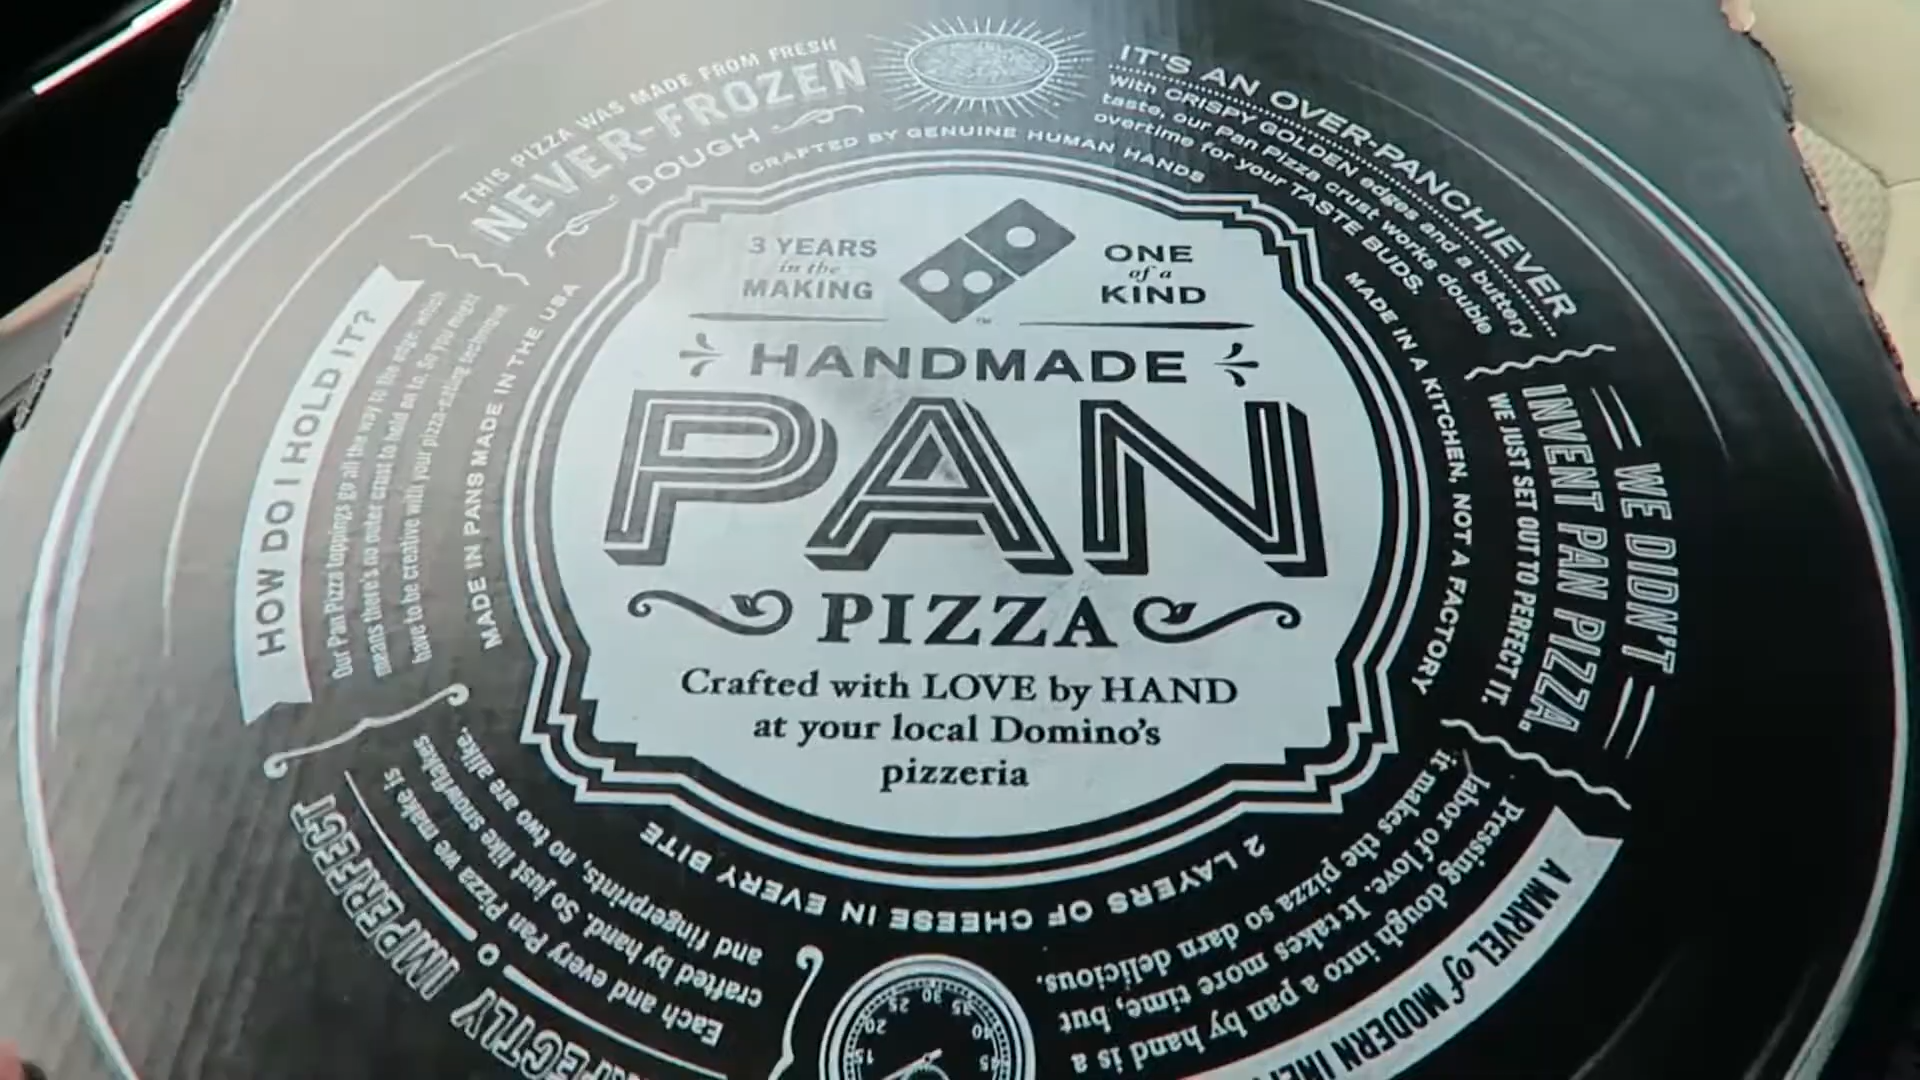 THIS PIZZA WAS MADE FROM FRESH
NEVER-FROZEN
DOUGH
CRAFTED BY GENUINE HUMAN HANDS
IT'S AN OVER-PANCHIEVER
With CRISPY GOLDEN edges and a buttery
taste, our Pan Pizza crust works double
overtime for your TASTE BUDS.
3 YEARS
in the
MAKING
ONE
of a
KIND
TM
HANDMADE
PAN
PIZZA
Crafted with LOVE by HAND
at your local Domino's
pizzeria
HOW DO I HOLD IT?
Our Pan Pizza toppings go all the way to the edge, which
means there's no outer crust to hold on to. So you might
have to be creative with your pizza-eating technique
MADE IN PANS MADE IN THE USA
MADE IN A KITCHEN, NOT A FACTORY
WE DIDN'T
INVENT PAN PIZZA.
WE JUST SET OUT TO PERFECT IT.
A MARVEL of MODERN
Pressing dough into a pan by hand is a
labor of love. It takes more time, but
it makes the pizza so darn delicious.
2 LAYERS OF CHEESE IN EVERY BITE
IMPERFECT
Each and every Pan Pizza we make is
crafted by hand. So just like snowflakes
and fingerprints, no two are alike.
15
20
25
30
35
40
45